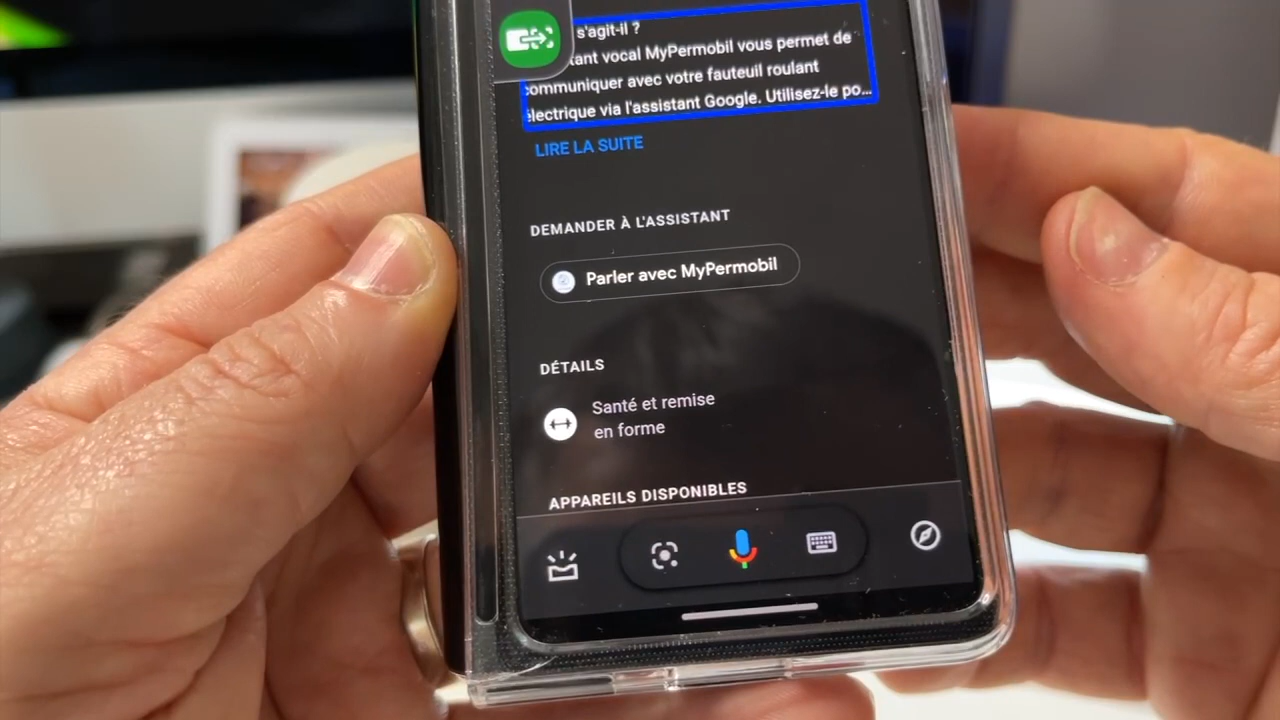 s'agit-il ?
tant vocal MyPermobil vous permet de
communiquer avec votre fauteuil roulant
électrique via l'assistant Google. Utilisez-le po...
LIRE LA SUITE
DEMANDER À L'ASSISTANT
Parler avec MyPermobil
DÉTAILS
Santé et remise
en forme
APPAREILS DISPONIBLES